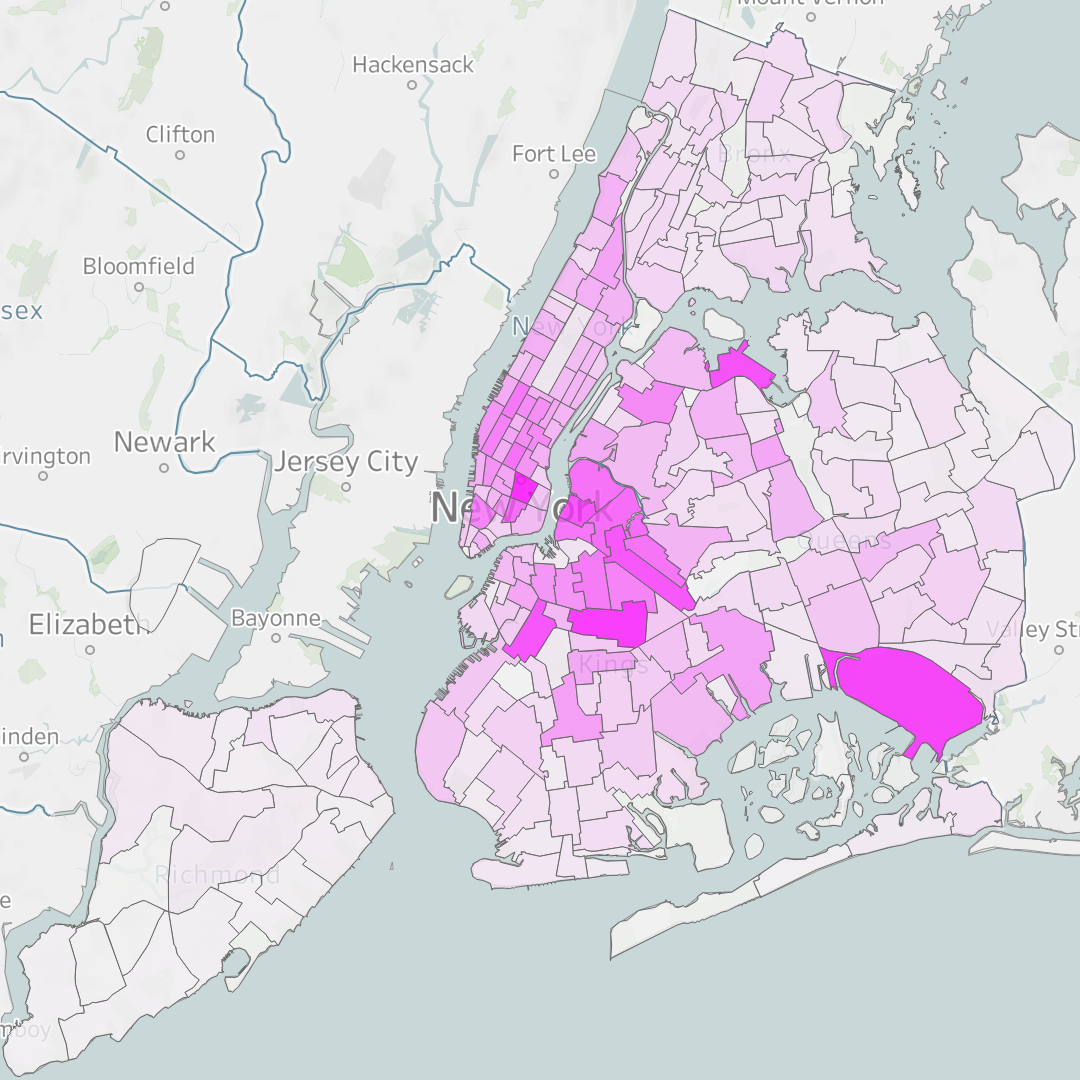 Mount Vernon
Hackensack
Clifton
Fort Lee
Bronx
Bloomfield
sex
New York
Newark
rvington
Jersey City
New York
Queens
Elizabeth
Bayonne
Valley Str
Kings
inden
Richmond
e
mboy